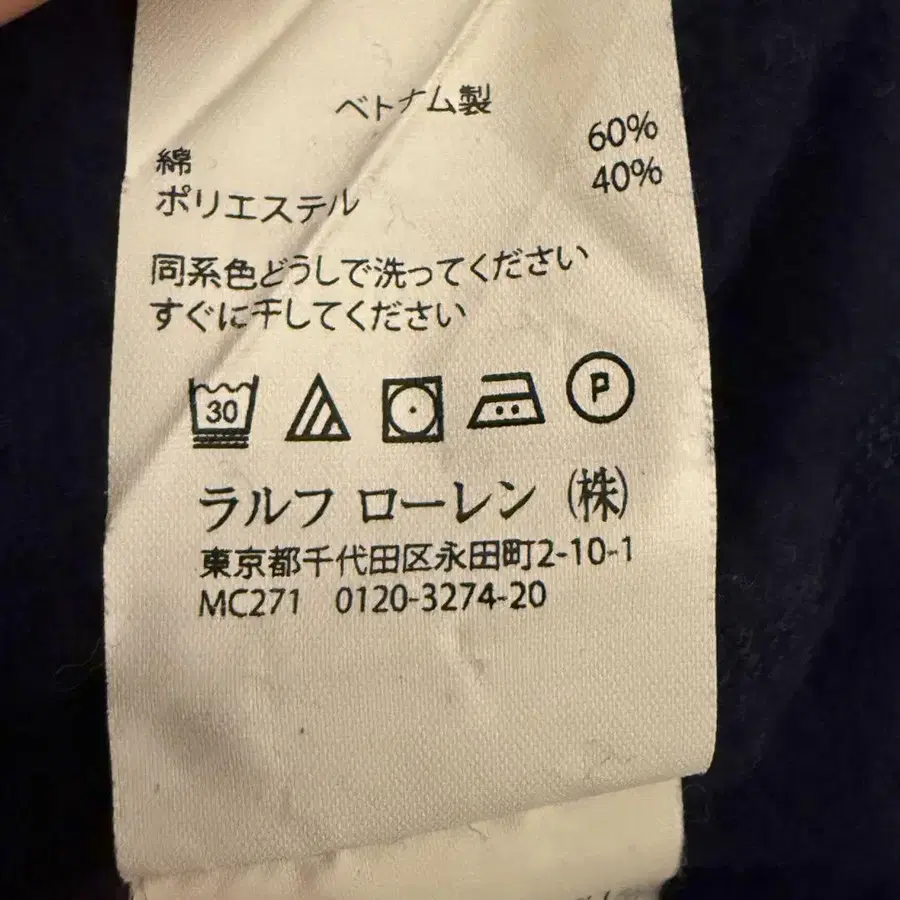 ベトナム製
綿 60%
ポリエステル 40%
同系色どうしで洗ってください
すぐに干してください
30 P
ラルフ ローレン (株)
東京都千代田区永田町2-10-1
MC271 0120-3274-20